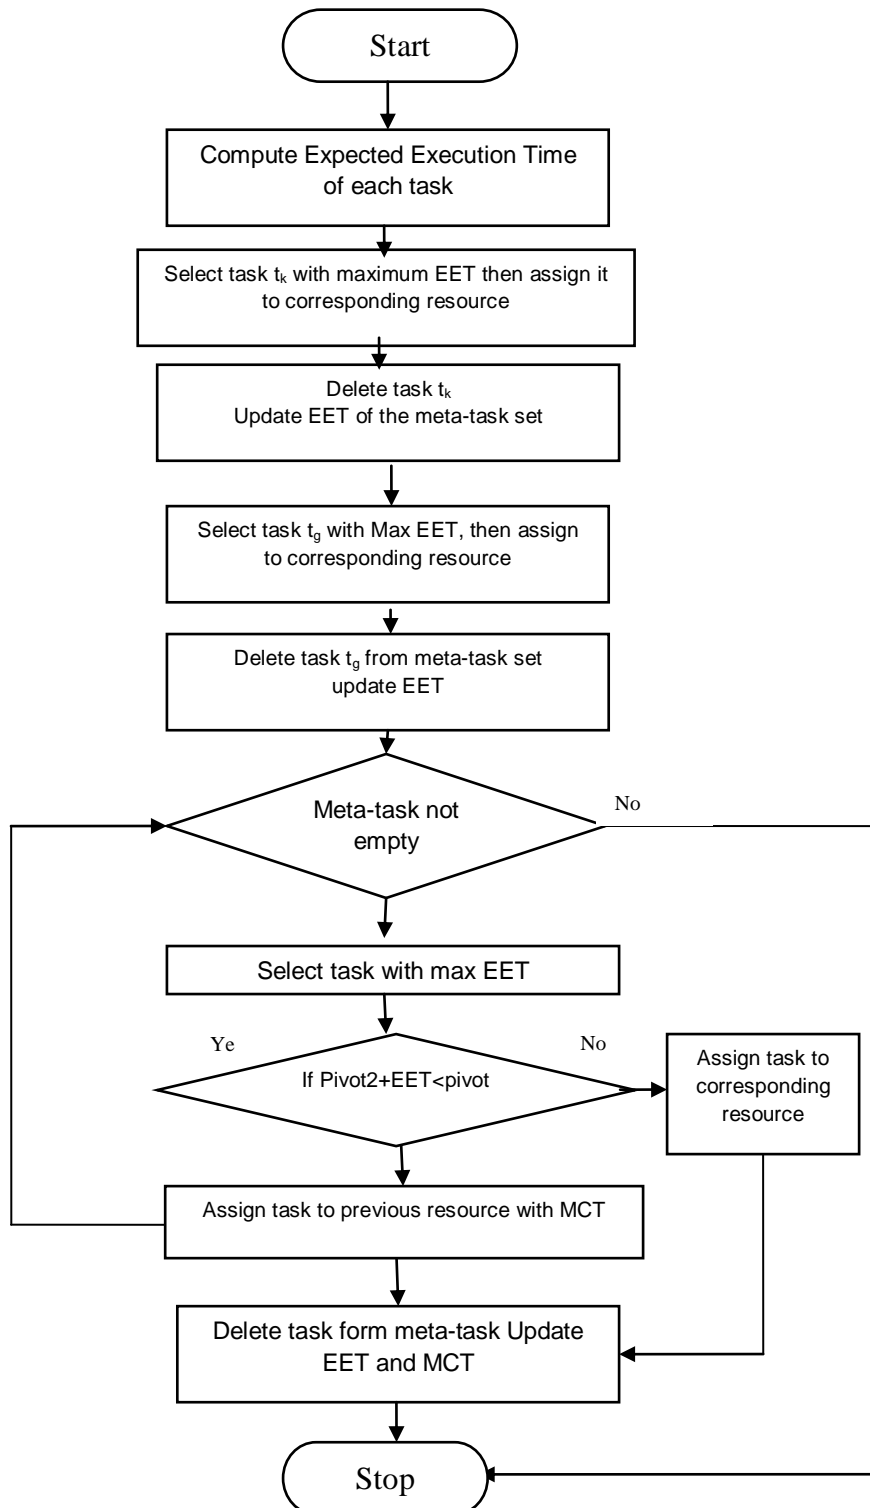 Start
Compute Expected Execution Time
of each task
Select task tk with maximum EET then assign it
to corresponding resource
Delete task tk
Update EET of the meta-task set
Select task tg with Max EET, then assign
to corresponding resource
Delete task tg from meta-task set
update EET
Meta-task not
empty
No
Select task with max EET
Ye
If Pivot2+EET<pivot
No
Assign task to
corresponding
resource
Assign task to previous resource with MCT
Delete task form meta-task Update
EET and MCT
Stop